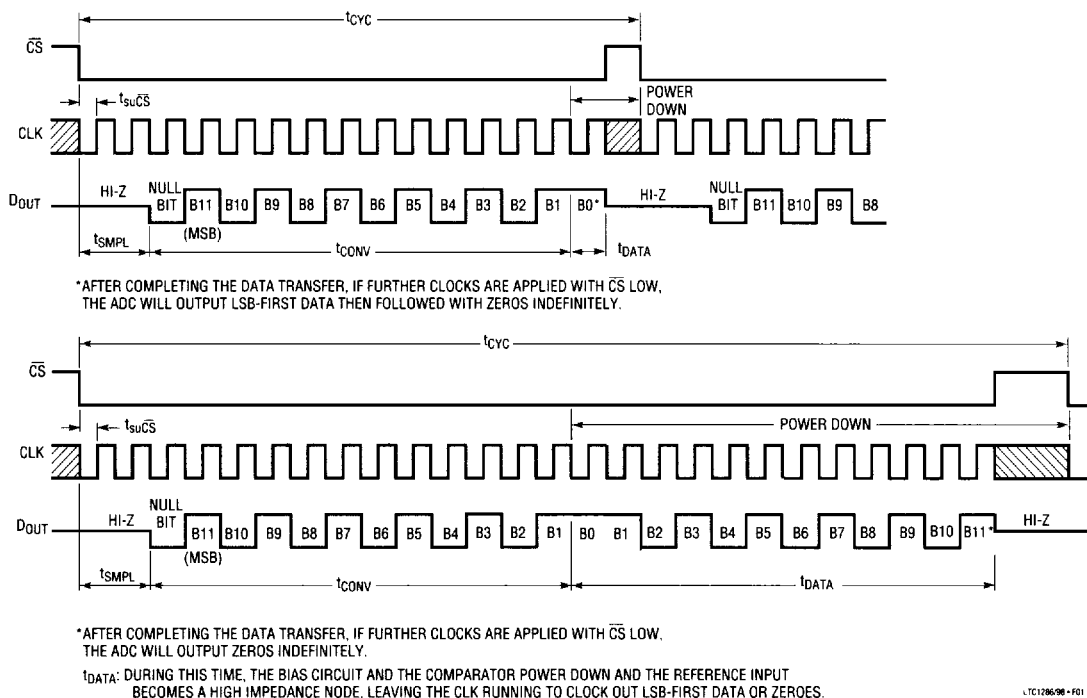 tCYC
CS
POWER
DOWN
tsuCS
CLK
HI-Z
NULL
BIT
B11
B10
B9
B8
B7
B6
B5
B4
B3
B2
B1
B0*
HI-Z
NULL
BIT
B11
B10
B9
B8
DOUT
(MSB)
tSMPL
tCONV
tDATA
*AFTER COMPLETING THE DATA TRANSFER, IF FURTHER CLOCKS ARE APPLIED WITH CS LOW,
THE ADC WILL OUTPUT LSB-FIRST DATA THEN FOLLOWED WITH ZEROS INDEFINITELY.
tCYC
CS
tsuCS
POWER DOWN
CLK
NULL
BIT
HI-Z
DOUT
B11
B10
B9
B8
B7
B6
B5
B4
B3
B2
B1
B0
B1
B2
B3
B4
B5
B6
B7
B8
B9
B10
B11*
HI-Z
(MSB)
tSMPL
tCONV
tDATA
*AFTER COMPLETING THE DATA TRANSFER, IF FURTHER CLOCKS ARE APPLIED WITH CS LOW,
THE ADC WILL OUTPUT ZEROS INDEFINITELY.
tDATA: DURING THIS TIME, THE BIAS CIRCUIT AND THE COMPARATOR POWER DOWN AND THE REFERENCE INPUT
BECOMES A HIGH IMPEDANCE NODE, LEAVING THE CLK RUNNING TO CLOCK OUT LSB-FIRST DATA OR ZEROES.
LTC1286/98 • F01